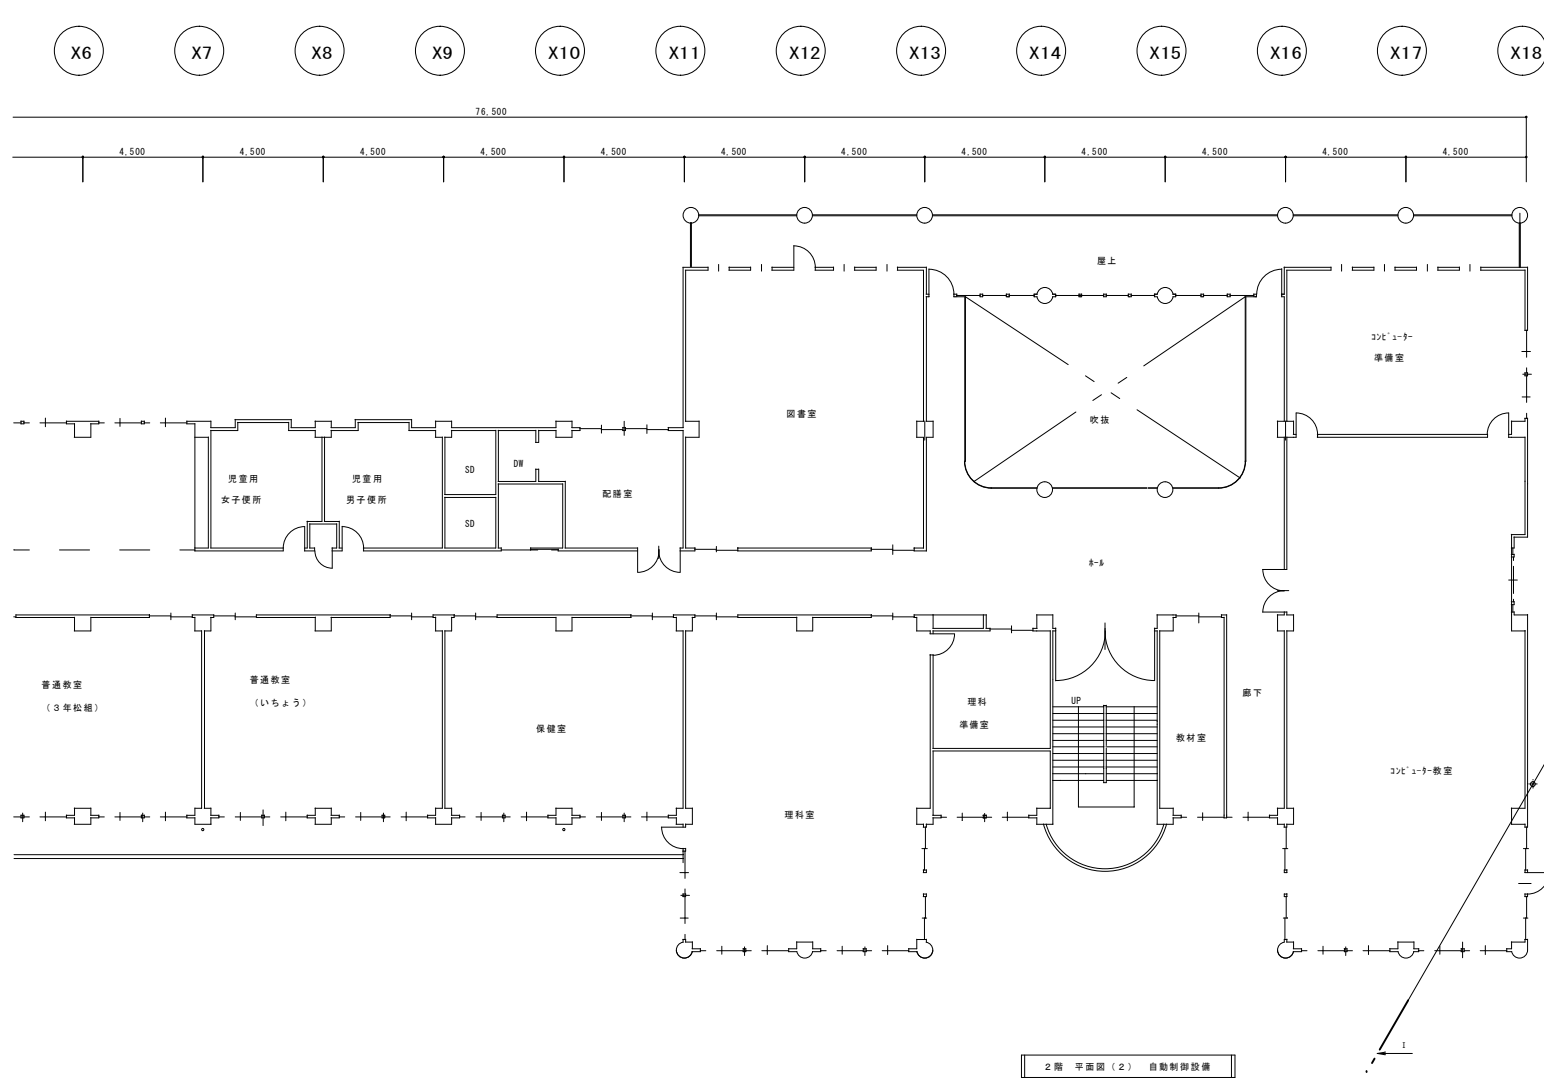 X6 X7 X8 X9 X10 X11 X12 X13 X14 X15 X16 X17 X18
76,500
4,500 4,500 4,500 4,500 4,500 4,500 4,500 4,500 4,500 4,500 4,500 4,500
屋上
コンピューター
準備室
図書室
吹抜
SD
DW
児童用
女子便所
児童用
男子便所
配膳室
SD
ホール
普通教室
(3年松組)
普通教室
(いちょう)
保健室
理科
準備室
UP
廊下
教材室
コンピューター教室
理科室
I
2階 平面図(2) 自動制御設備